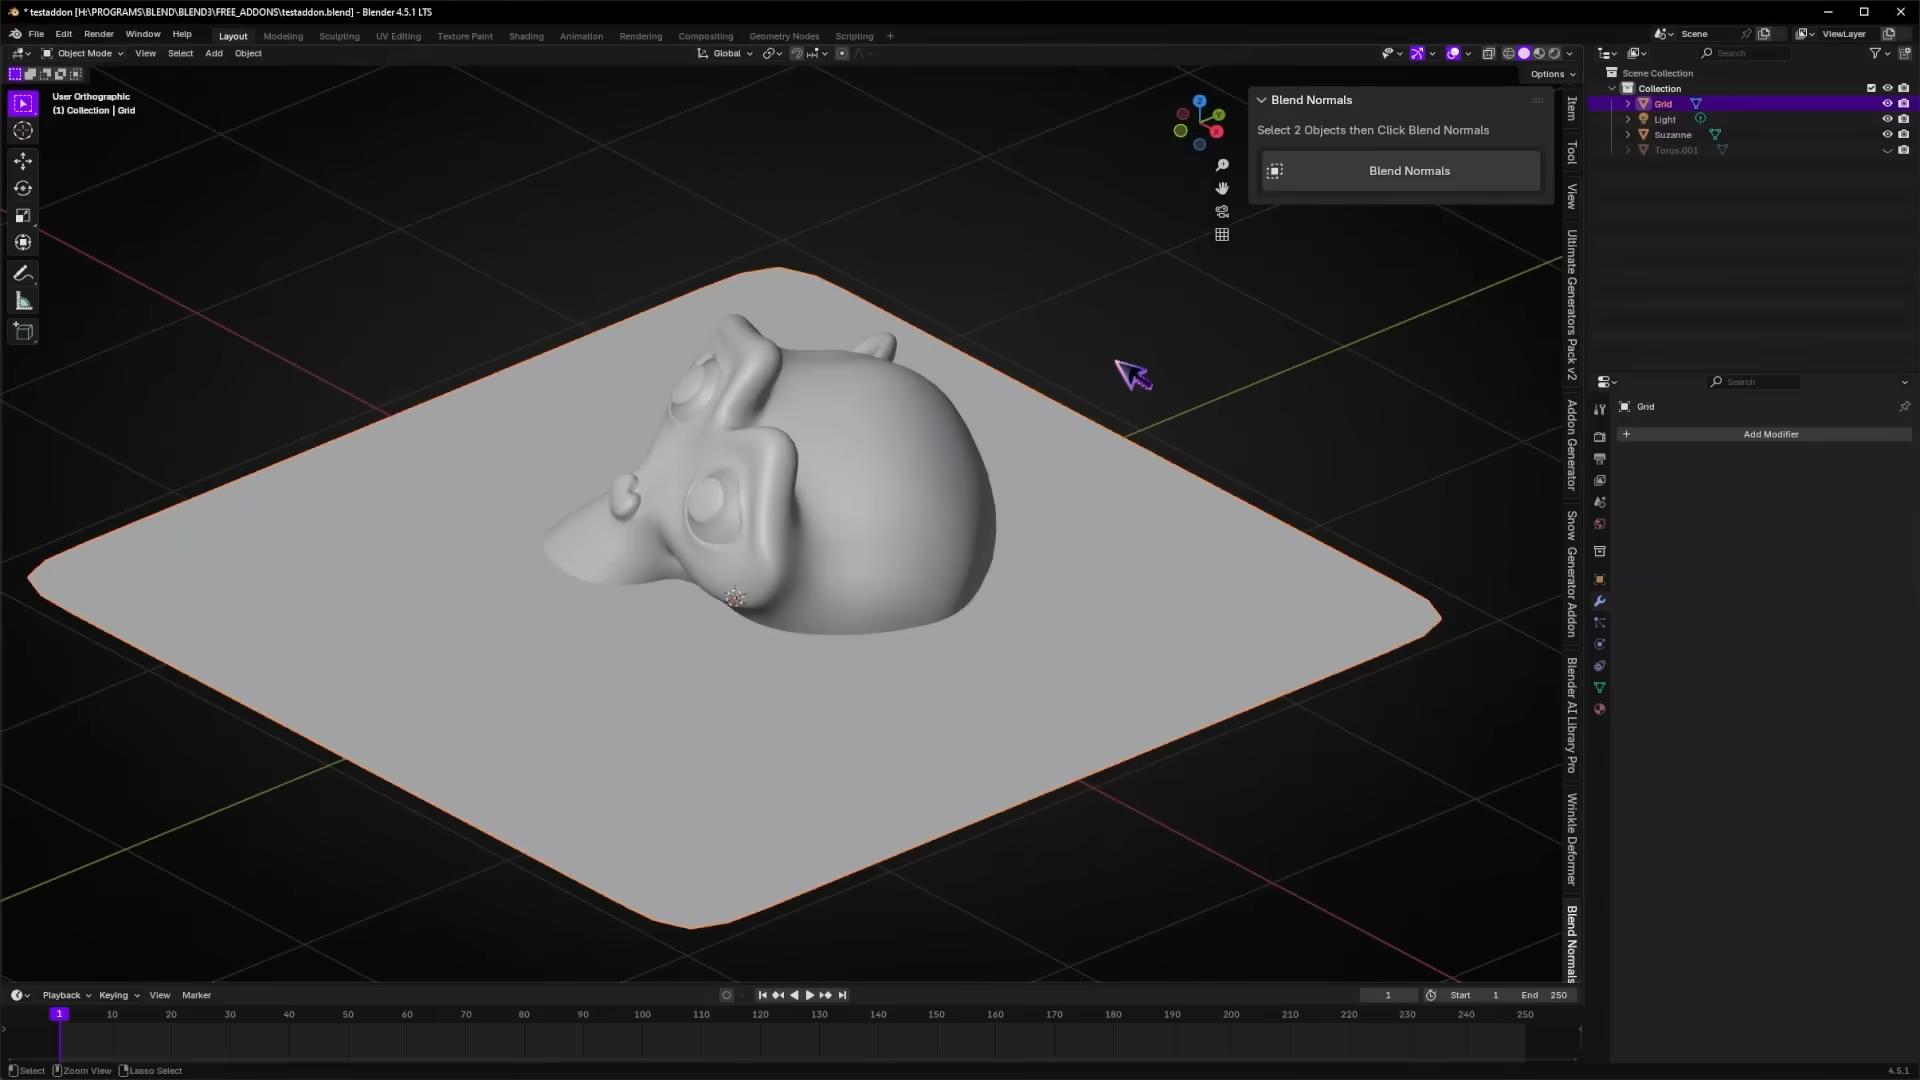 * testaddon [H:\PROGRAMS\BLEND\BLEND3\FREE_ADDONS\testaddon.blend] - Blender 4.5.1 LTS
File Edit Render Window Help Layout Modeling Sculpting UV Editing Texture Paint Shading Animation Rendering Compositing Geometry Nodes Scripting + Scene ViewLayer
Object Mode View Select Add Object Global Search
Options
User Orthographic
(1) Collection | Grid
Blend Normals
Select 2 Objects then Click Blend Normals
Blend Normals
Item
Tool
View
Ultimate Generators Pack v2
Addon Generator
Snow Generator Addon
Blender AI Library Pro
Wrinkle Deformer
Blend Normals
Scene Collection
Collection
Grid
Light
Suzanne
Torus.001
Search
Grid
+ Add Modifier
Playback Keying View Marker 1 Start 1 End 250
1 10 20 30 40 50 60 70 80 90 100 110 120 130 140 150 160 170 180 190 200 210 220 230 240 250
Select Zoom View Lasso Select 4.5.1